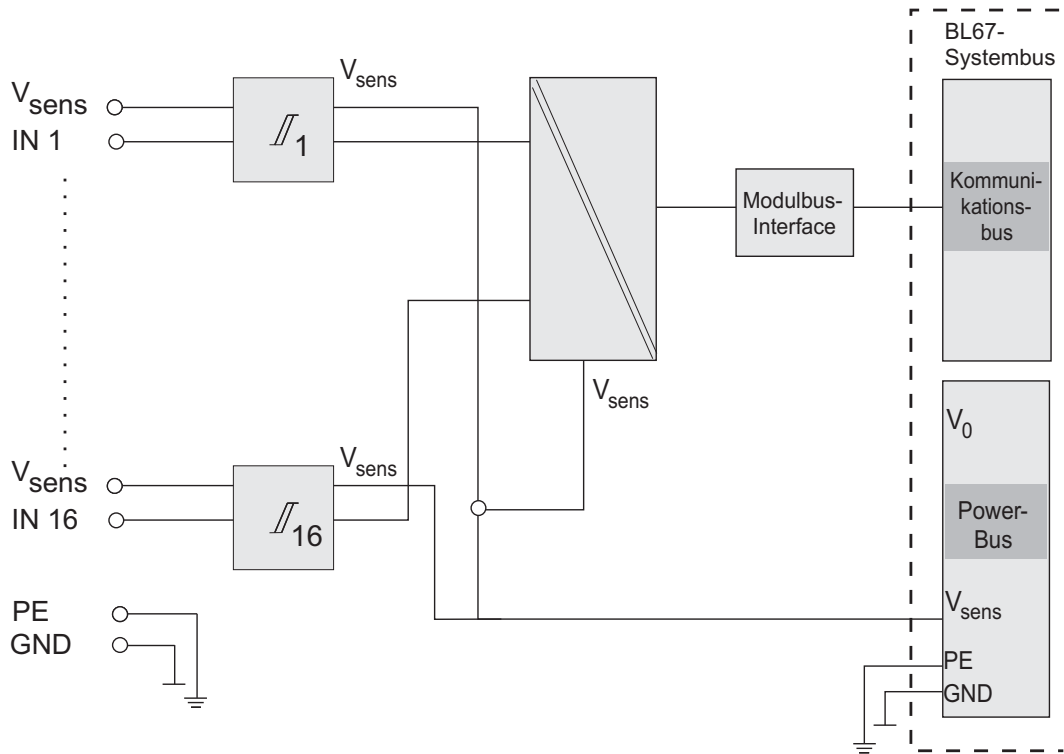 BL67-
Systembus
Vsens
Vsens
IN 1
1
Kommuni-
kations-
bus
Modulbus-
Interface
Vsens
V0
Vsens
Vsens
IN 16
16
Power-
Bus
Vsens
PE
GND
PE
GND